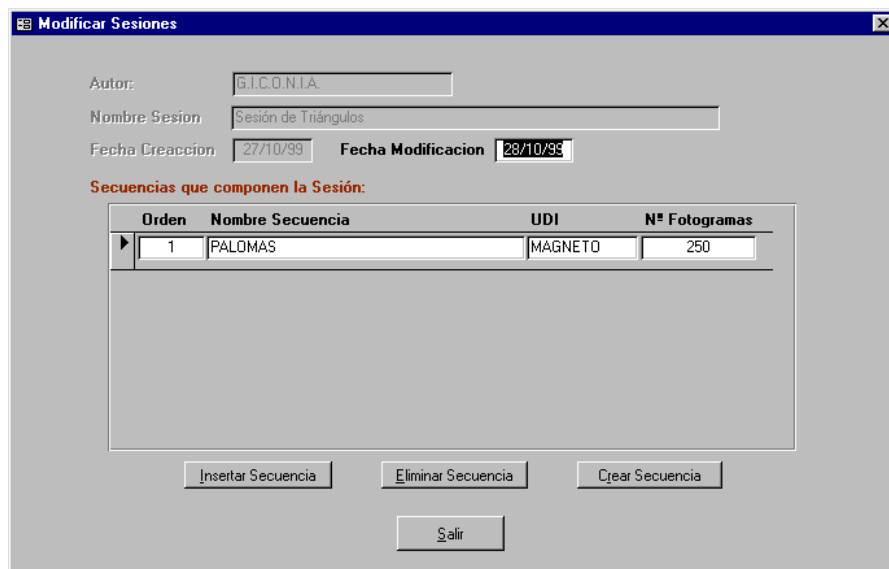 Modificar Sesiones
Autor: G.I.C.O.N.I.A.
Nombre Sesion Sesión de Triángulos
Fecha Creaccion 27/10/99 Fecha Modificacion 28/10/99
Secuencias que componen la Sesión:
Orden Nombre Secuencia UDI Nº Fotogramas
1 PALOMAS MAGNETO 250
Insertar Secuencia Eliminar Secuencia Crear Secuencia
Salir